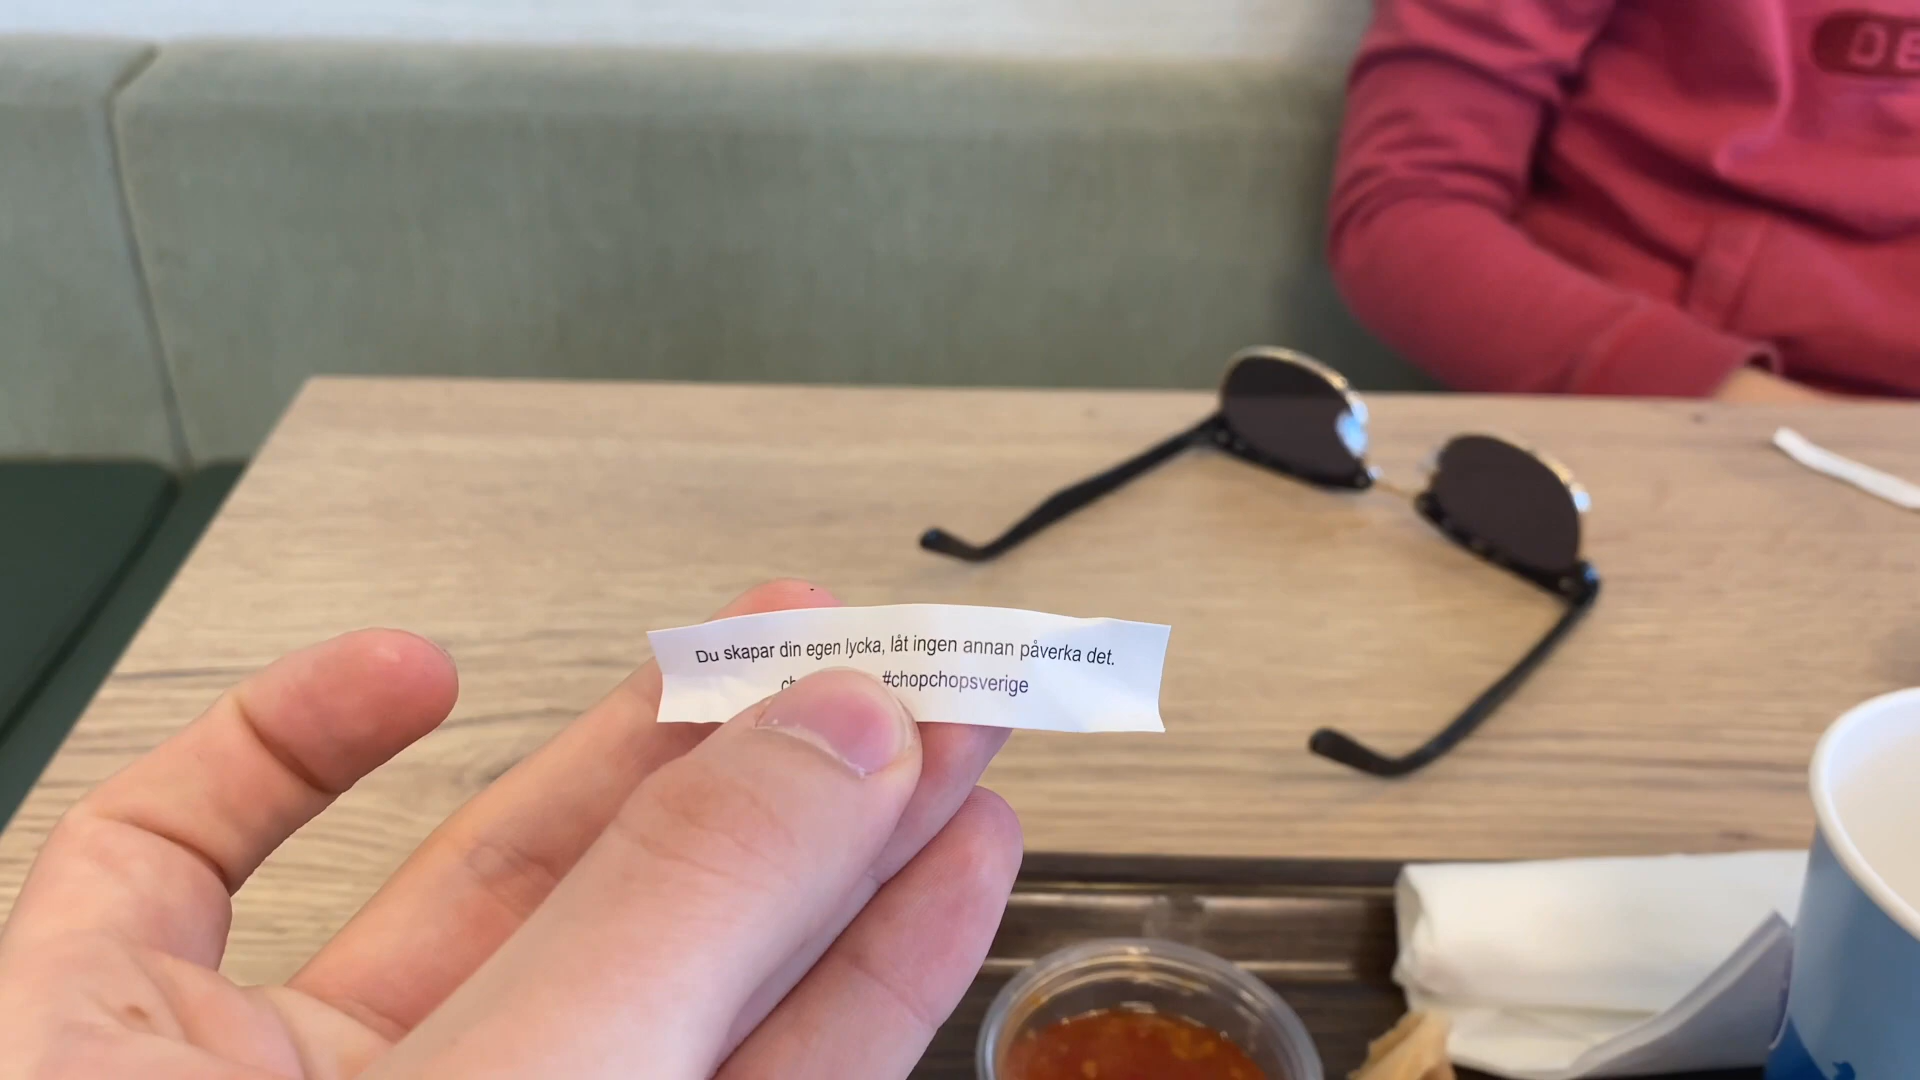 Du skapar din egen lycka, låt ingen annan påverka det.
#chopchopsverige